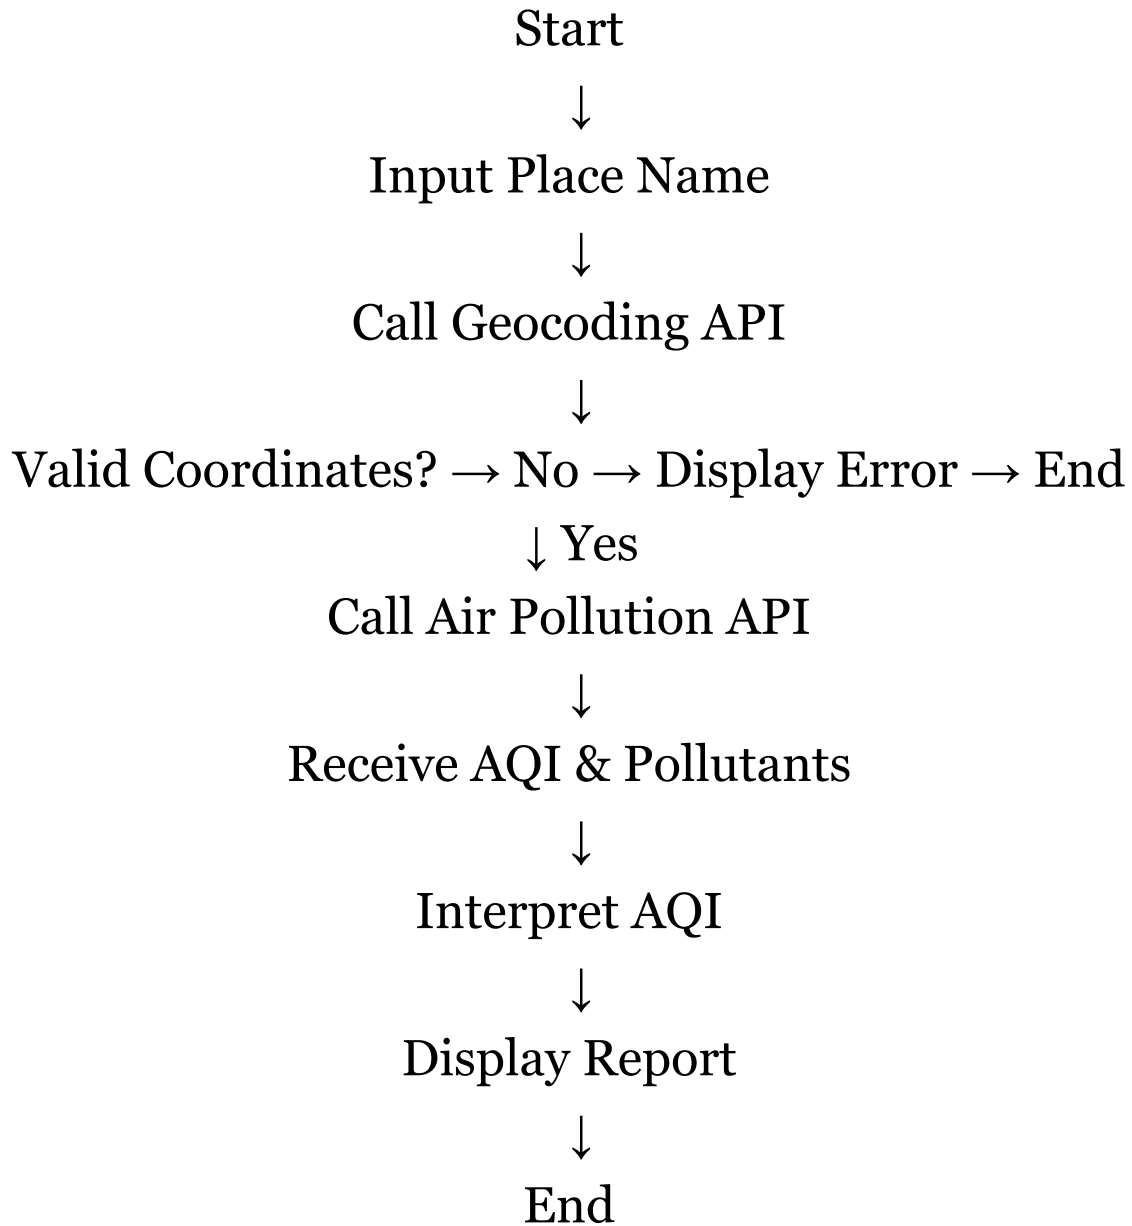 Start
↓
Input Place Name
↓
Call Geocoding API
↓
Valid Coordinates? → No → Display Error → End
↓ Yes
Call Air Pollution API
↓
Receive AQI & Pollutants
↓
Interpret AQI
↓
Display Report
↓
End